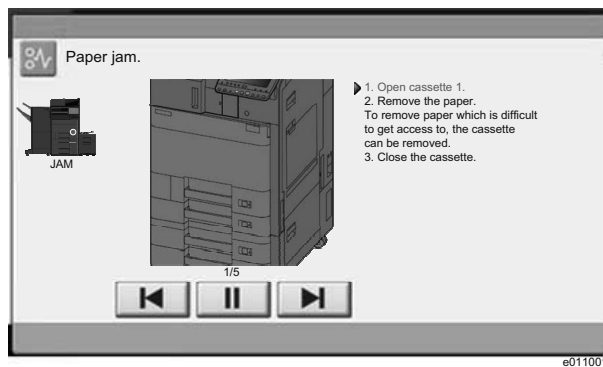 Paper jam.
JAM
1/5
1. Open cassette 1.
2. Remove the paper.
To remove paper which is difficult
to get access to, the cassette
can be removed.
3. Close the cassette.
e011001